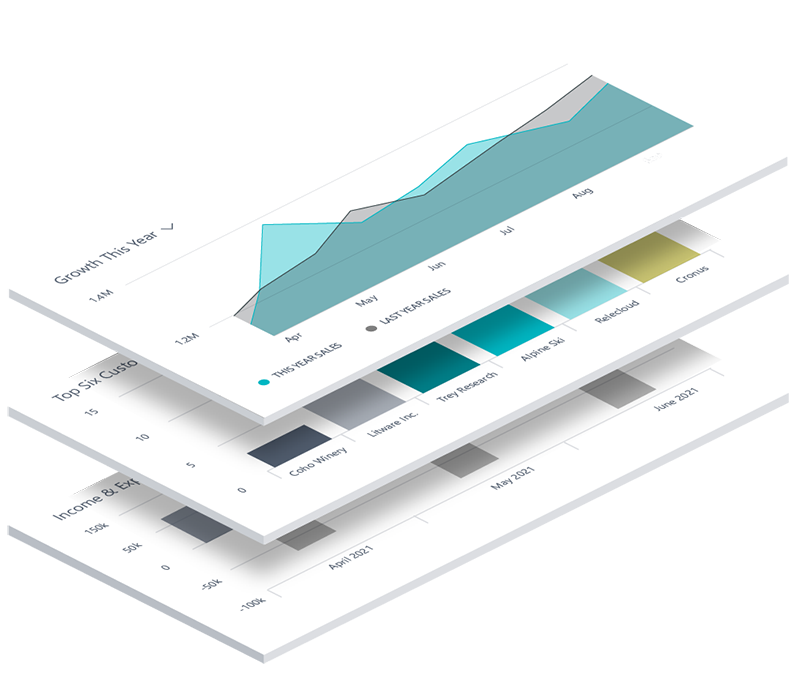 Growth This Year
1.4M
1.2M
Apr
May
Jun
Jul
Aug
THIS YEAR SALES
LAST YEAR SALES
Top Six Custo
15
10
5
0
Coho Winery
Litware Inc.
Trey Research
Alpine Ski
Relecloud
Cronus
Income & Exp
150k
50k
0
-50k
-100k
April 2021
May 2021
June 2021